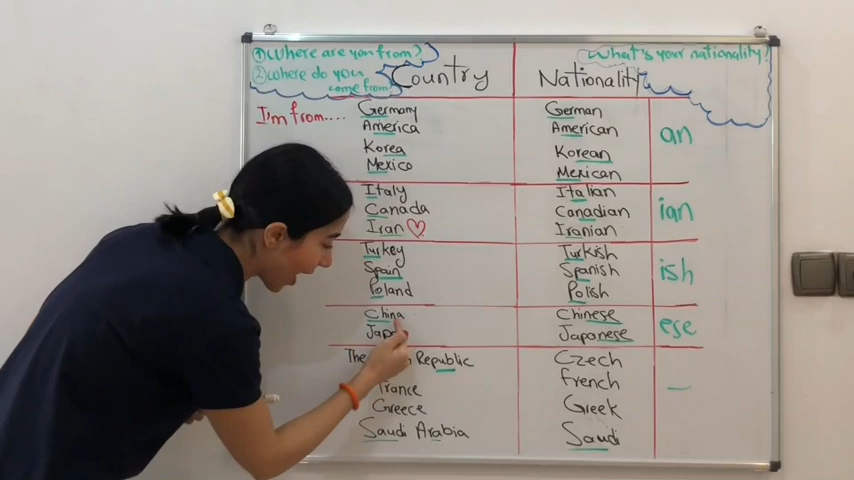 ① Where are you from?
② Where do you
come from?
What's your nationality?
Country Nationality
I'm from....
Germany German
America American
Korea Korean
Mexico Mexican
an
Italy Italian
Canada Canadian
Iran Iranian
ian
Turkey Turkish
Spain Spanish
Poland Polish
ish
China Chinese
Japanese
ese
The Republic Czech
France French
Greece Greek
Saudi Arabia Saudi
—